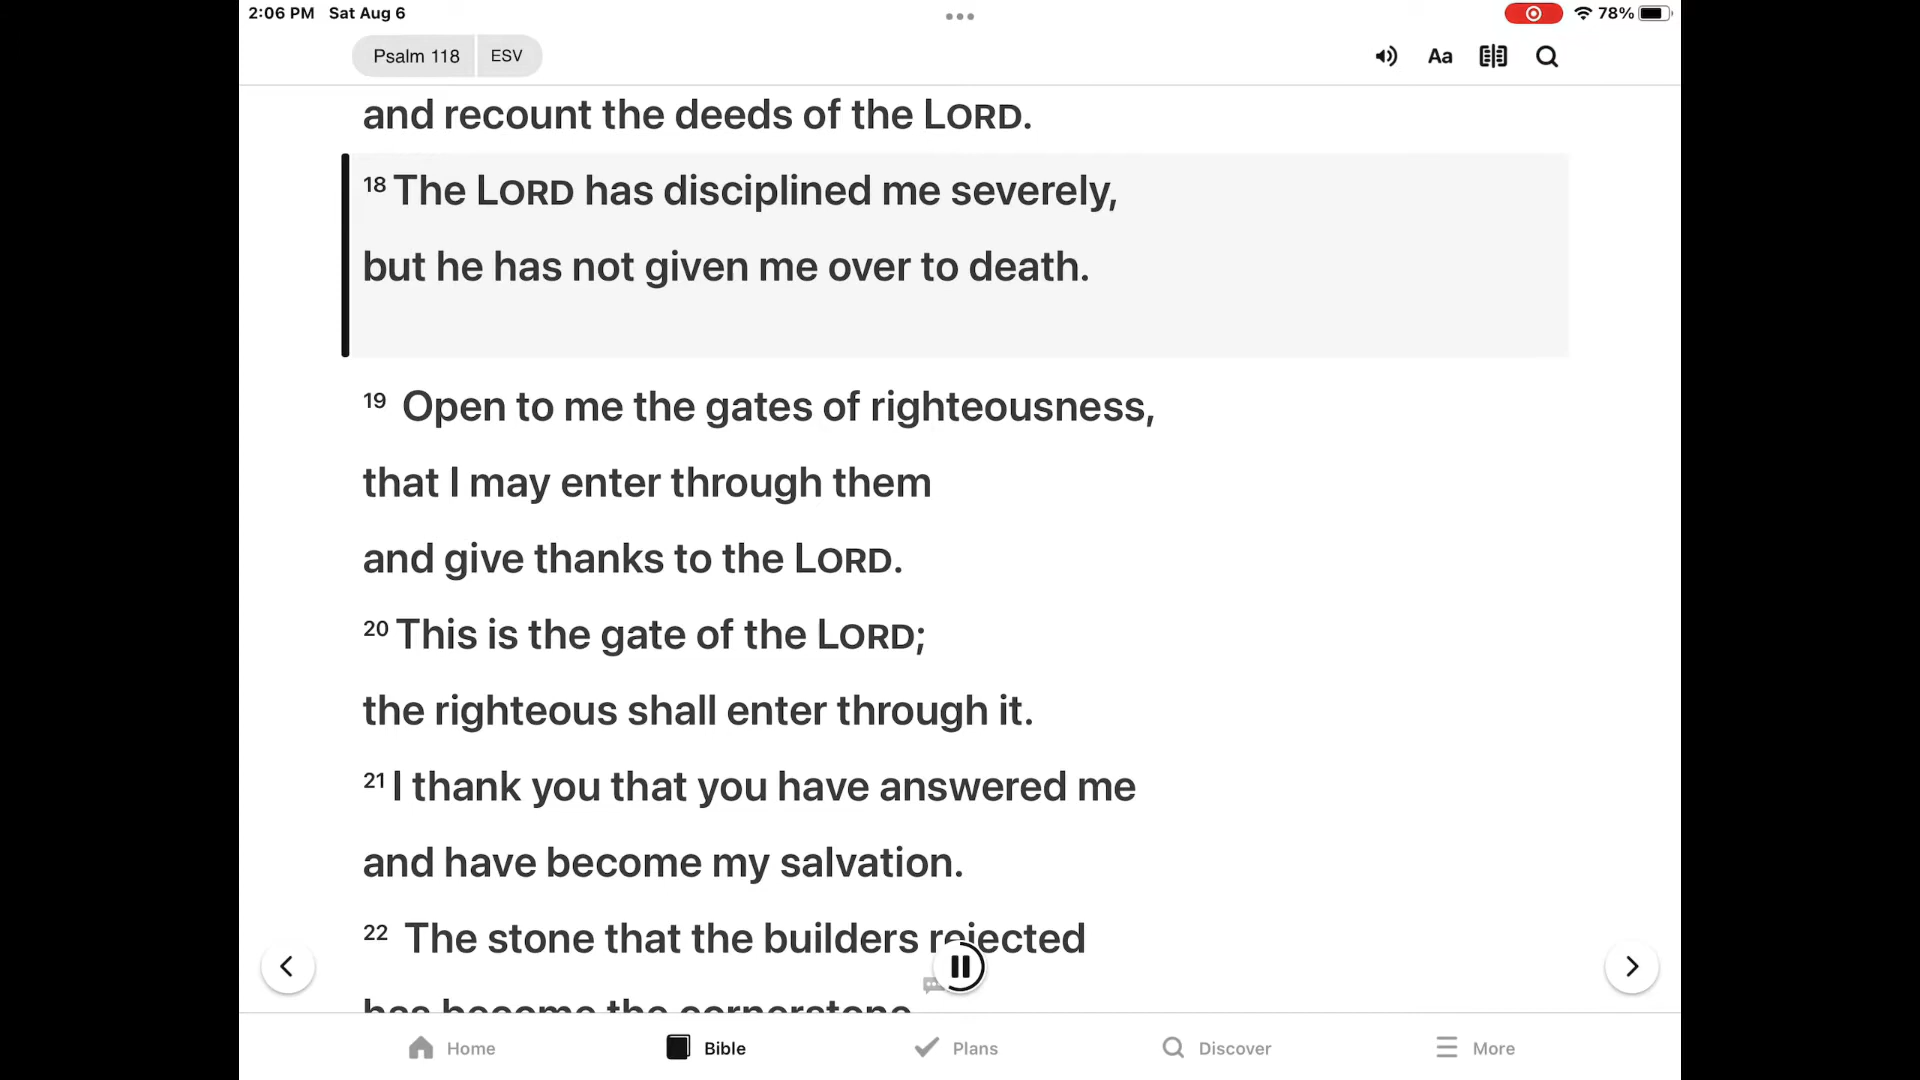 2:06 PM Sat Aug 6
78%
Psalm 118 ESV
Aa
and recount the deeds of the LORD.
18 The LORD has disciplined me severely,
but he has not given me over to death.
19 Open to me the gates of righteousness,
that I may enter through them
and give thanks to the LORD.
20 This is the gate of the LORD;
the righteous shall enter through it.
21 I thank you that you have answered me
and have become my salvation.
22 The stone that the builders rejected
has become the cornerstone
Home Bible Plans Discover More